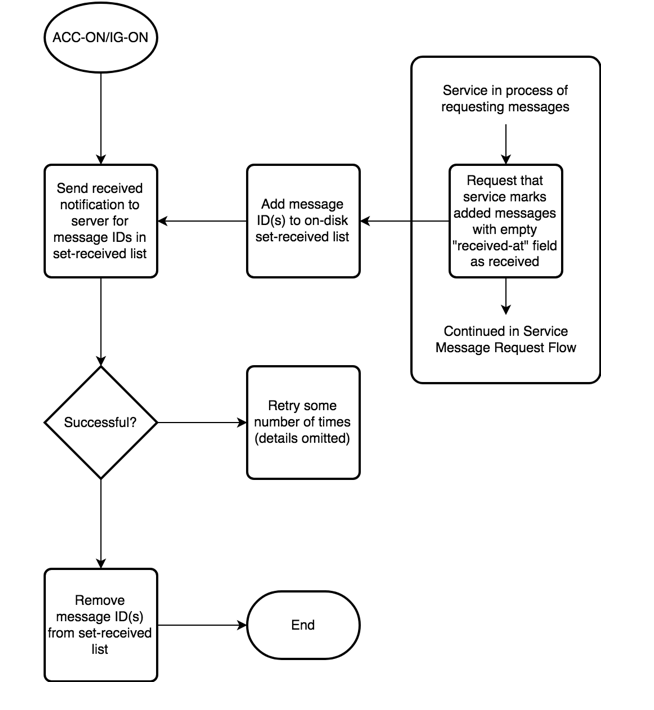 ACC-ON/IG-ON
Service in process of
requesting messages
Send received
notification to
server for
message IDs in
set-received list
Add message
ID(s) to on-disk
set-received list
Request that
service marks
added messages
with empty
"received-at" field
as received
Continued in Service
Message Request Flow
Successful?
Retry some
number of times
(details omitted)
Remove
message ID(s)
from set-received
list
End